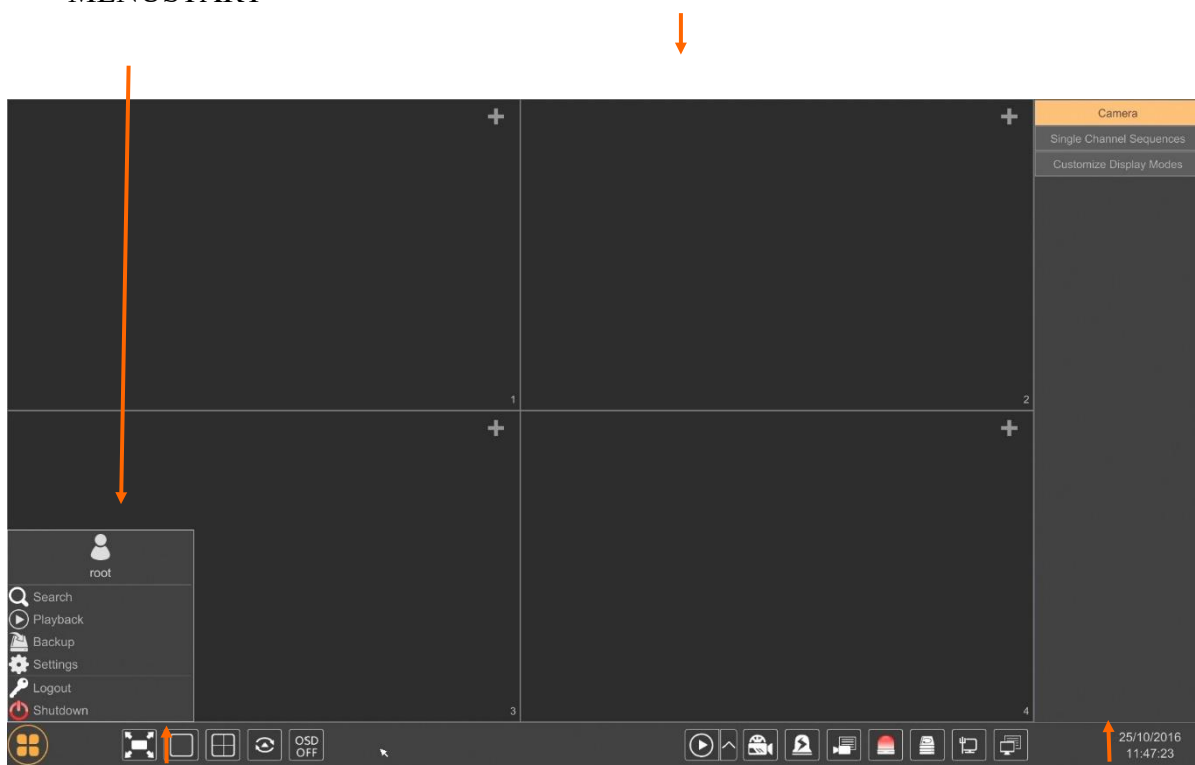 MENUSTART
Camera
Single Channel Sequences
Customize Display Modes
1
2
root
Search
Playback
Backup
Settings
Logout
Shutdown
3
4
OSD
OFF
25/10/2016
11:47:23